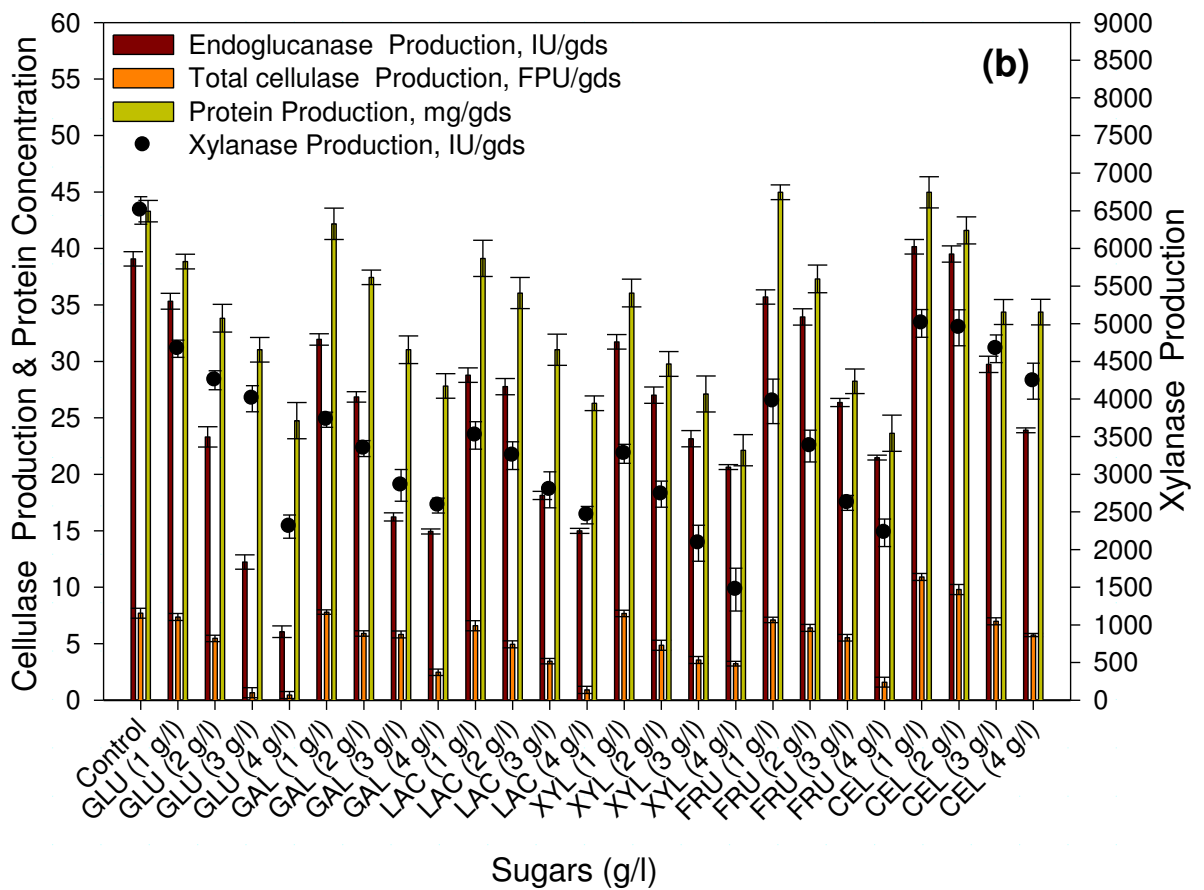 Endoglucanase Production, IU/gds
Total cellulase Production, FPU/gds
Protein Production, mg/gds
Xylanase Production, IU/gds
(b)
Cellulase Production & Protein Concentration
60
55
50
45
40
35
30
25
20
15
10
5
0
9000
8500
8000
7500
7000
6500
6000
5500
5000
4500
4000
3500
3000
2500
2000
1500
1000
500
0
Xylanase Production
Control
GLU (1 g/l)
GLU (2 g/l)
GLU (3 g/l)
GLU (4 g/l)
GAL (1 g/l)
GAL (2 g/l)
GAL (3 g/l)
GAL (4 g/l)
LAC (1 g/l)
LAC (2 g/l)
LAC (3 g/l)
LAC (4 g/l)
XYL (1 g/l)
XYL (2 g/l)
XYL (3 g/l)
XYL (4 g/l)
FRU (1 g/l)
FRU (2 g/l)
FRU (3 g/l)
FRU (4 g/l)
CEL (1 g/l)
CEL (2 g/l)
CEL (3 g/l)
CEL (4 g/l)
Sugars (g/l)